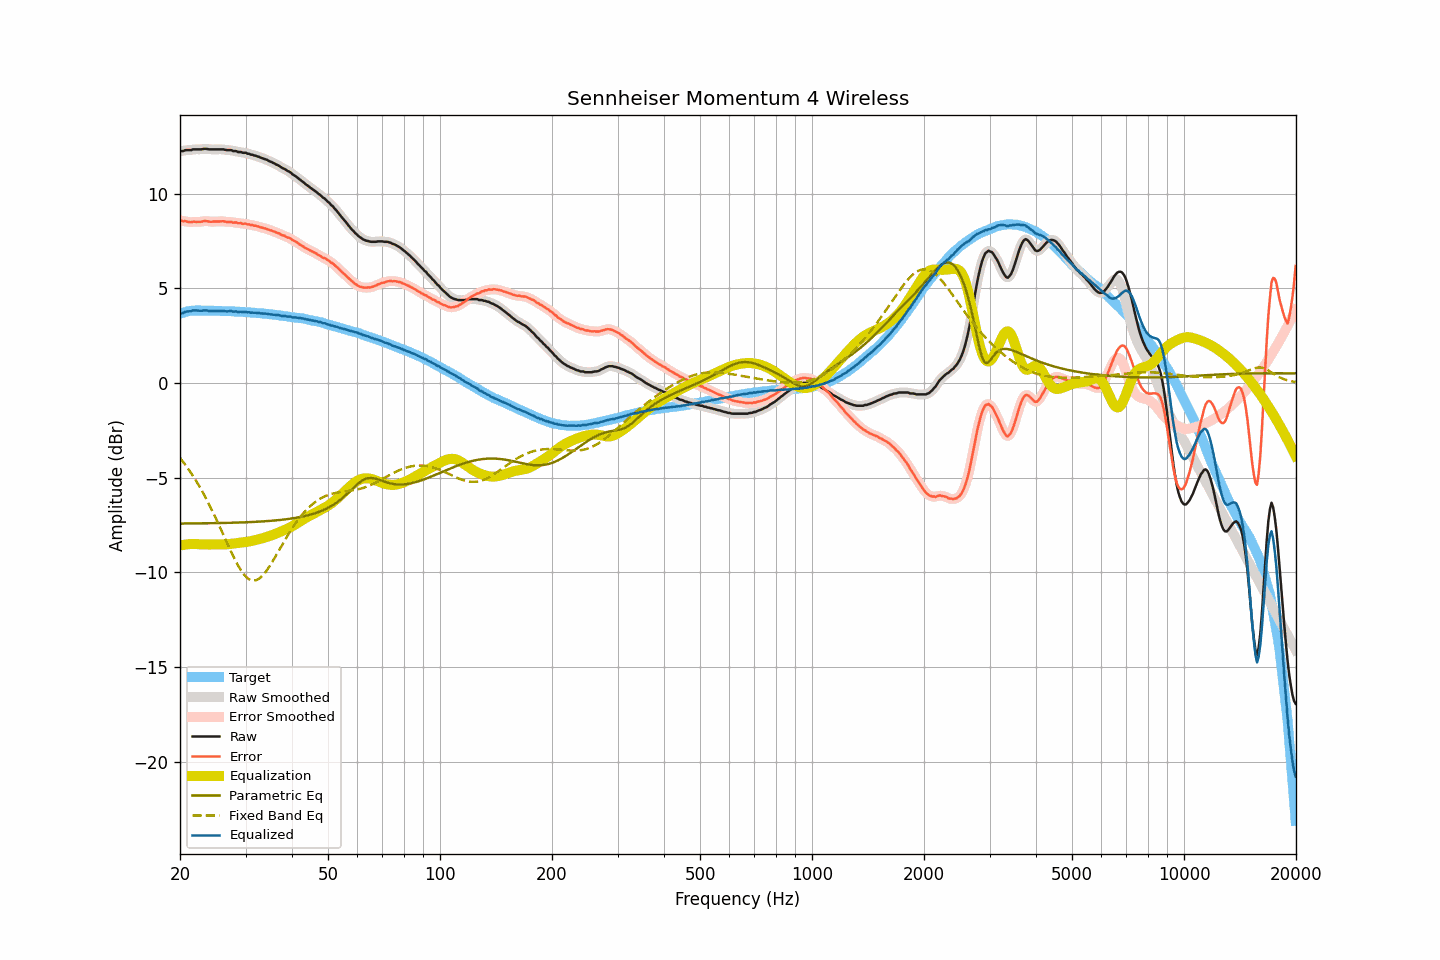 Sennheiser Momentum 4 Wireless
Amplitude (dBr)
10
5
0
−5
−10
−15
−20
Target
Raw Smoothed
Error Smoothed
Raw
Error
Equalization
Parametric Eq
Fixed Band Eq
Equalized
20 50 100 200 500 1000 2000 5000 10000 20000
Frequency (Hz)